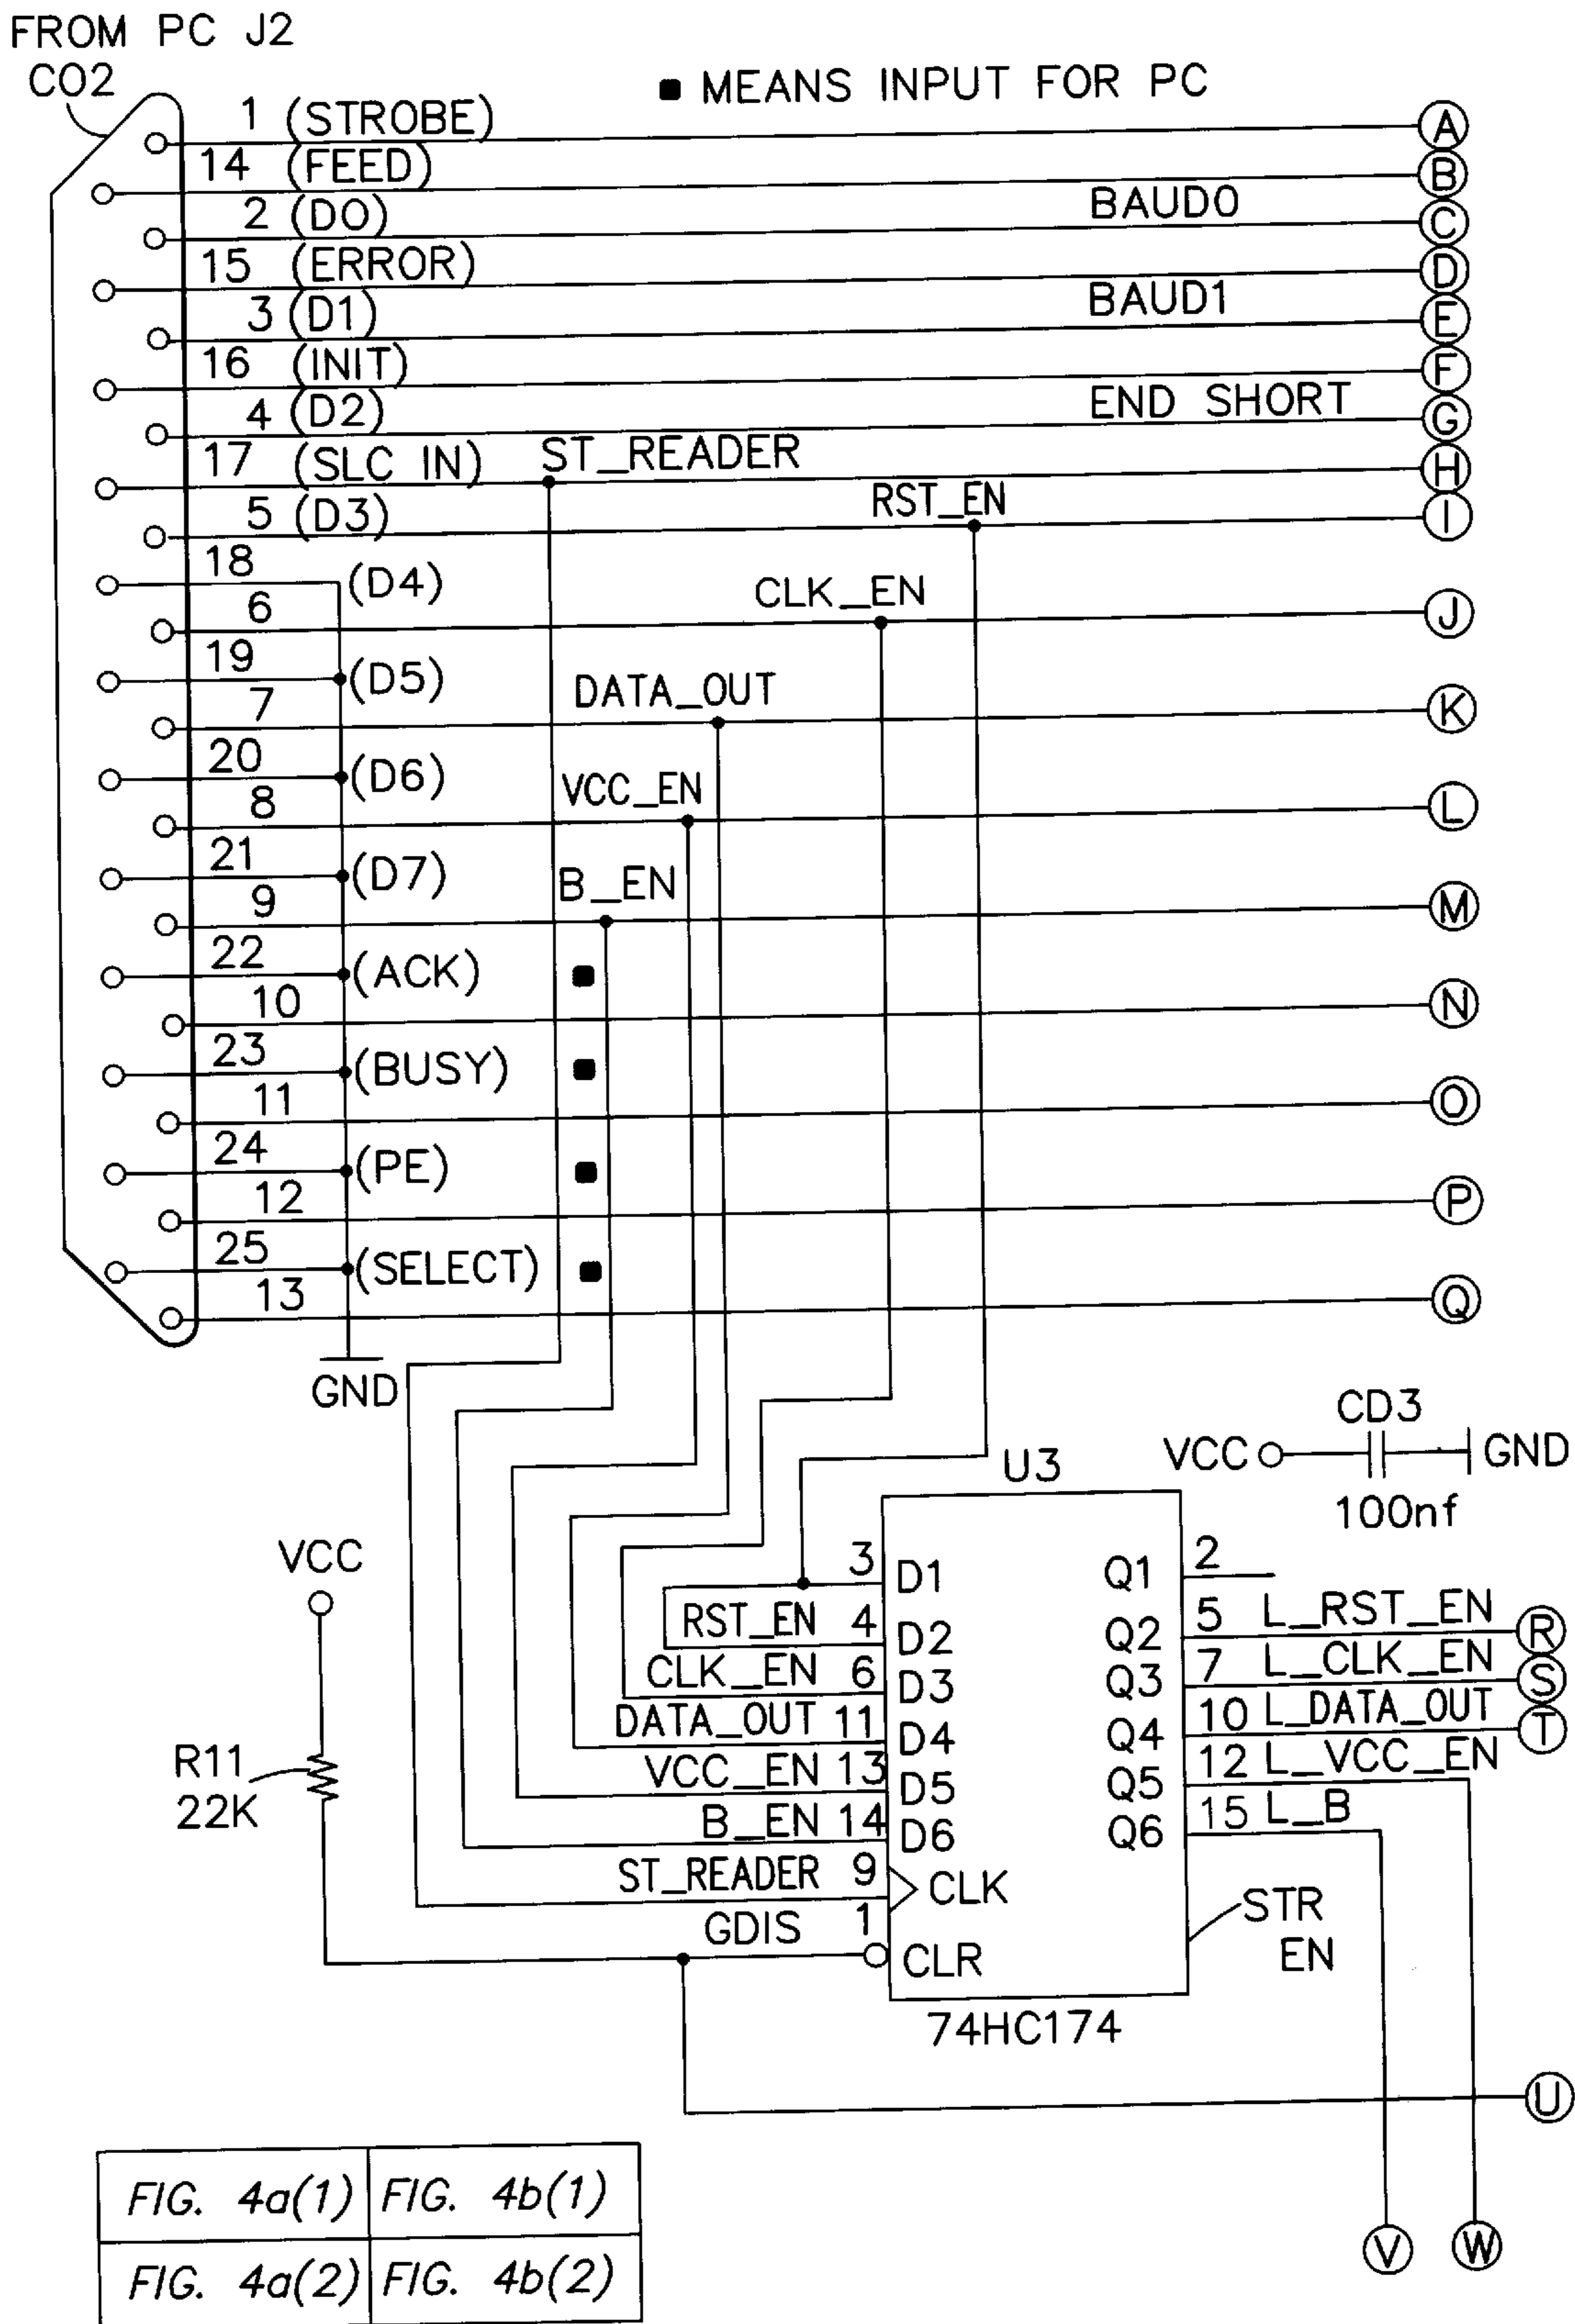 FROM PC J2
CO2
■ MEANS INPUT FOR PC
1 (STROBE) A
14 (FEED) B
2 (DO) BAUD0 C
15 (ERROR) D
3 (D1) BAUD1 E
16 (INIT) F
4 (D2) END SHORT G
17 (SLC IN) ST_READER H
5 (D3) RST_EN I
18 (D4)
6 CLK_EN J
19 (D5)
7 DATA_OUT K
20 (D6)
8 VCC_EN L
21 (D7)
9 B_EN M
22 (ACK) ■
10 N
23 (BUSY) ■
11 O
24 (PE) ■
12 P
25 (SELECT) ■
13 Q
GND
CD3
VCC GND
100nf
U3
VCC
3 D1 Q1 2
RST_EN 4 D2 Q2 5 L_RST_EN R
CLK_EN 6 D3 Q3 7 L_CLK_EN S
DATA_OUT 11 D4 Q4 10 L_DATA_OUT T
R11
22K
VCC_EN 13 D5 Q5 12 L_VCC_EN
B_EN 14 D6 Q6 15 L_B
ST_READER 9 CLK
GDIS 1 CLR
STR
EN
74HC174
U
V W
FIG. 4a(1) FIG. 4b(1)
FIG. 4a(2) FIG. 4b(2)